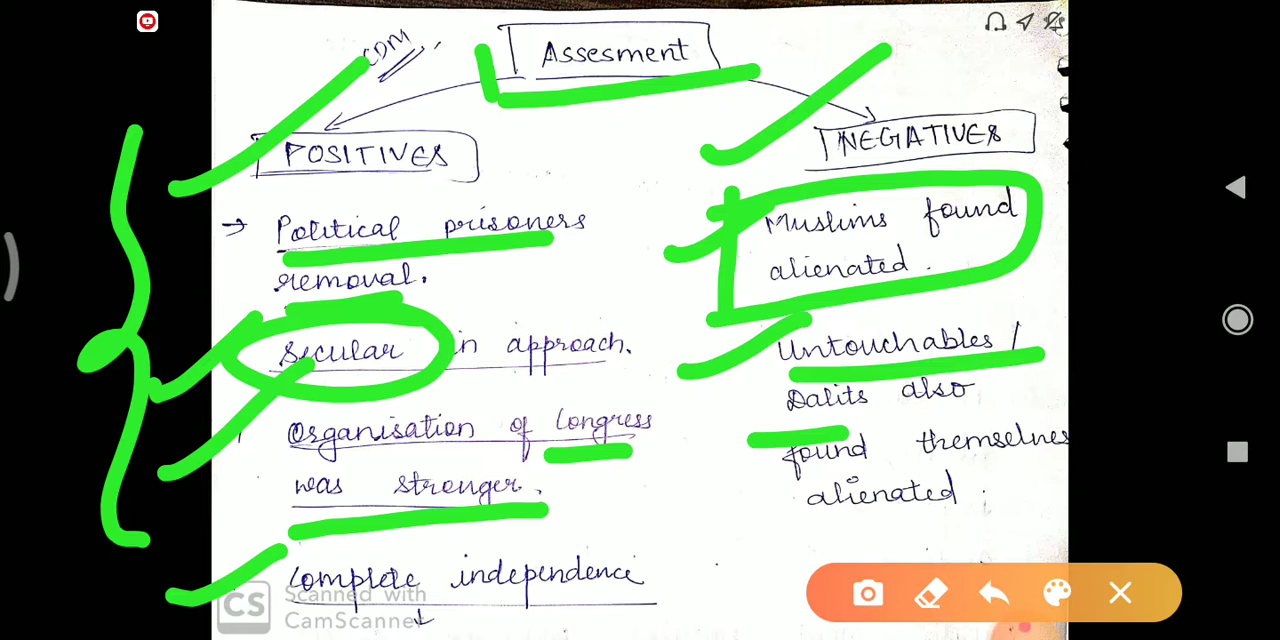 CDM
Assesment
POSITIVES
NEGATIVES
→ Political prisoners
removal.
Secular in approach.
Organisation of Congress
was stronger.
Complete independence
Muslims found
alienated.
Untouchables /
Dalits also
found themselves
alienated.
CS
Scanned with
CamScanner